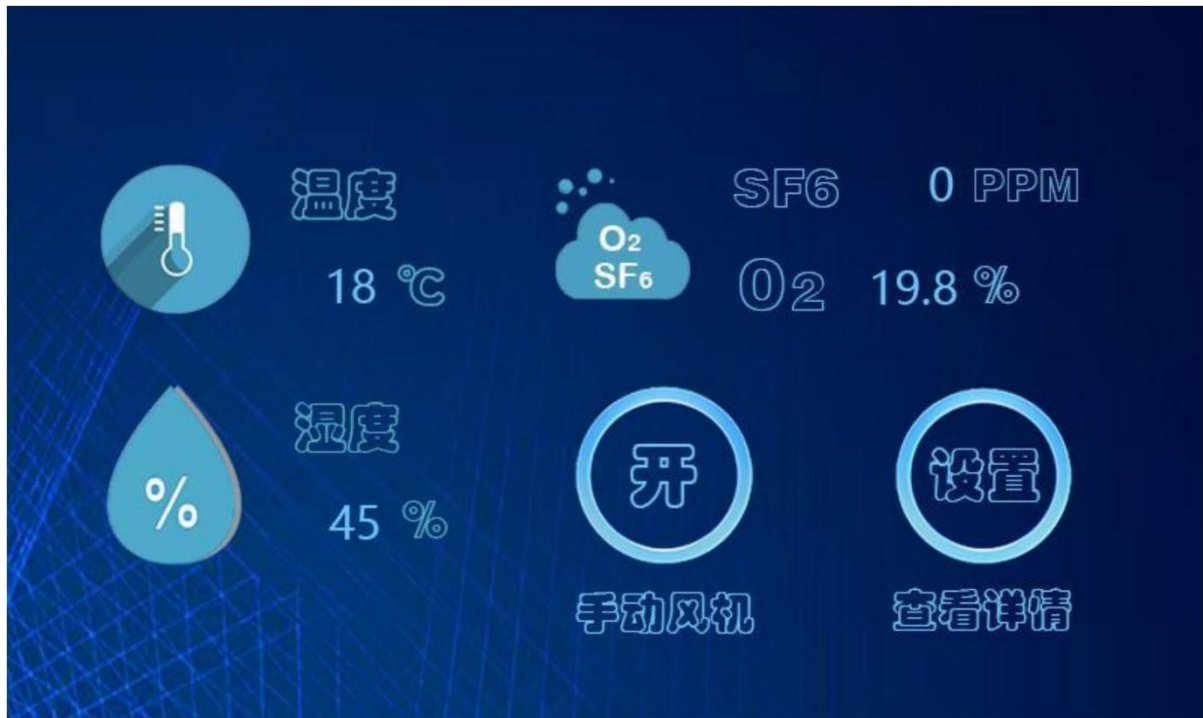 温度
18 ℃
O2
SF6
SF6 0 PPM
O2 19.8 %
湿度
%
45 %
开
设置
手动风机
查看详情